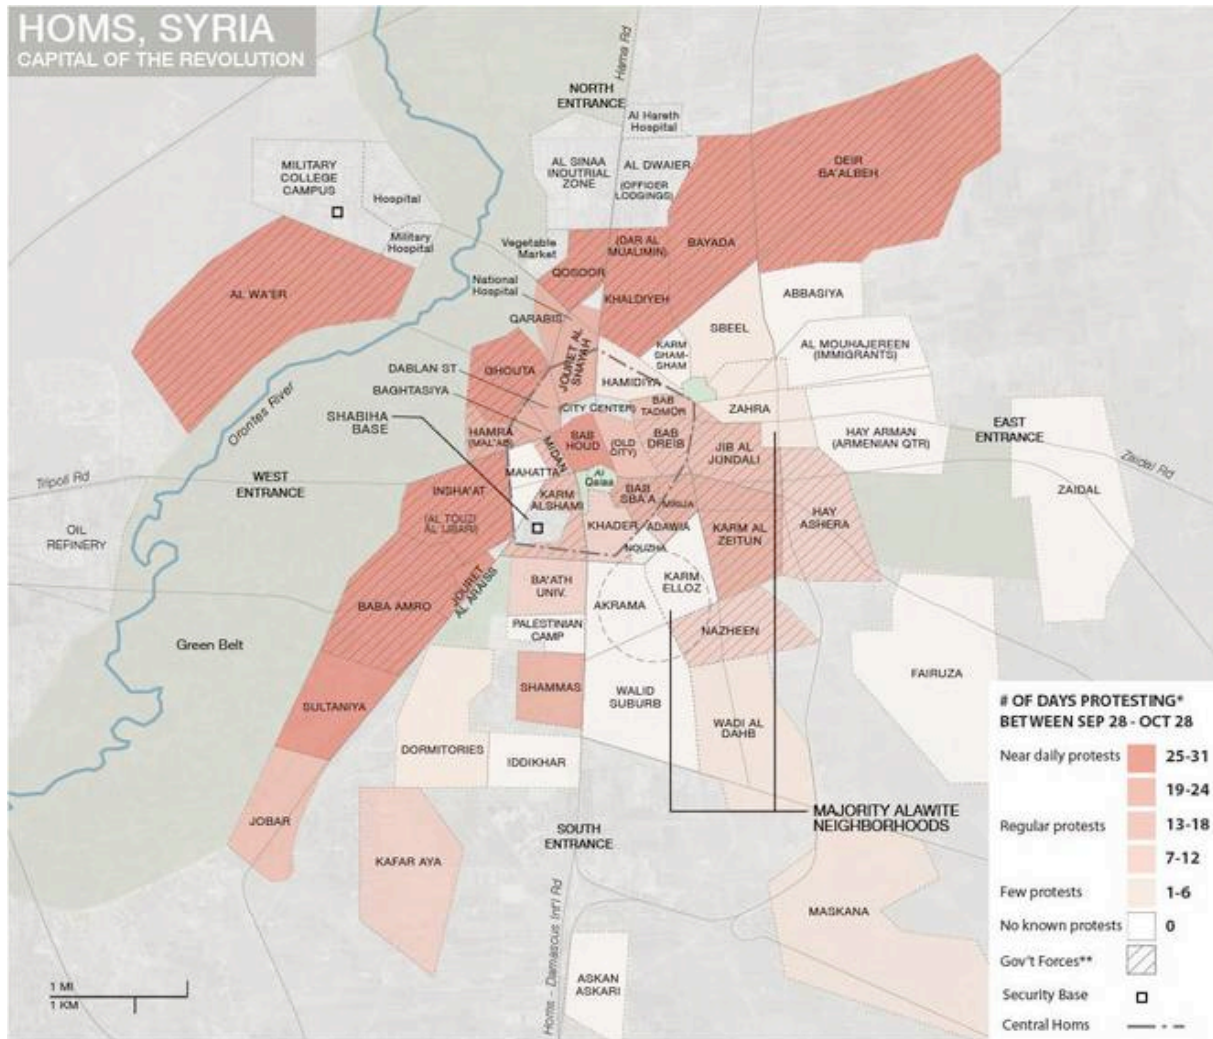 HOMS, SYRIA
CAPITAL OF THE REVOLUTION
Hama Rd
NORTH
ENTRANCE
Al Hareth
Hospital
MILITARY
COLLEGE
CAMPUS
Hospital
Military
Hospital
AL SINAA
INDUTRIAL
ZONE
AL DWAIER
(OFFICER
LODGINGS)
DEIR
BA'ALBEH
Vegetable
Market
(DAR AL
MUALIMIN)
BAYADA
QOSOOR
National
Hospital
AL WA'ER
KHALDIYEH
ABBASIYA
QARABIS
SBEEL
JOURET AL
SHAYAH
KARM
SHAM-
SHAM
AL MOUHAJEREEN
(IMMIGRANTS)
DABLAN ST
GHOUTA
HAMIDIYA
BAGHTASIYA
(CITY CENTER)
BAB
TADMOR
ZAHRA
SHABIHA
BASE
Orontes River
HAMRA
(MAL'AB)
MIDAN
BAB
HOUD
(OLD
CITY)
BAB
DREIB
JIB AL
JUNDALI
HAY ARMAN
(ARMENIAN QTR)
EAST
ENTRANCE
Zaidal Rd
Tripoli Rd
WEST
ENTRANCE
MAHATTA
Al
Qalaa
INSHA'AT
(AL TOUZI
AL IJBARI)
KARM
ALSHAMI
BAB
SBA'A
MRIJA
ZAIDAL
OIL
REFINERY
KHADER
ADAWIA
KARM AL
ZEITUN
HAY
ASHERA
NOUZHA
JOURET
AL ARAISS
BA'ATH
UNIV.
KARM
ELLOZ
BABA AMRO
AKRAMA
PALESTINIAN
CAMP
NAZHEEN
Green Belt
FAIRUZA
SHAMMAS
WALID
SUBURB
SULTANIYA
WADI AL
DAHB
DORMITORIES
IDDIKHAR
JOBAR
MAJORITY ALAWITE
NEIGHBORHOODS
SOUTH
ENTRANCE
KAFAR AYA
MASKANA
Homs - Damascus Int'l Rd
ASKAN
ASKARI
1 MI
1 KM
# OF DAYS PROTESTING*
BETWEEN SEP 28 - OCT 28
Near daily protests 25-31
19-24
Regular protests 13-18
7-12
Few protests 1-6
No known protests 0
Gov't Forces**
Security Base
Central Homs